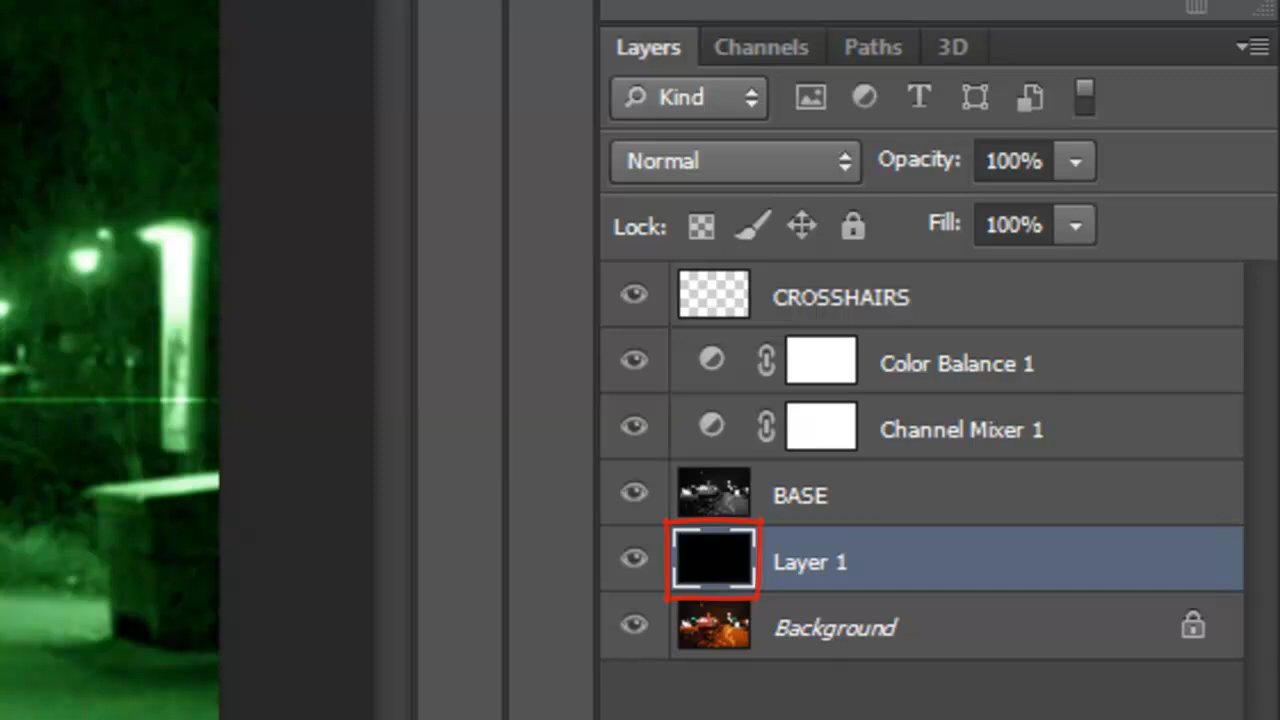 Layers Channels Paths 3D
Kind T
Normal Opacity: 100%
Lock: Fill: 100%
CROSSHAIRS
Color Balance 1
Channel Mixer 1
BASE
Layer 1
Background